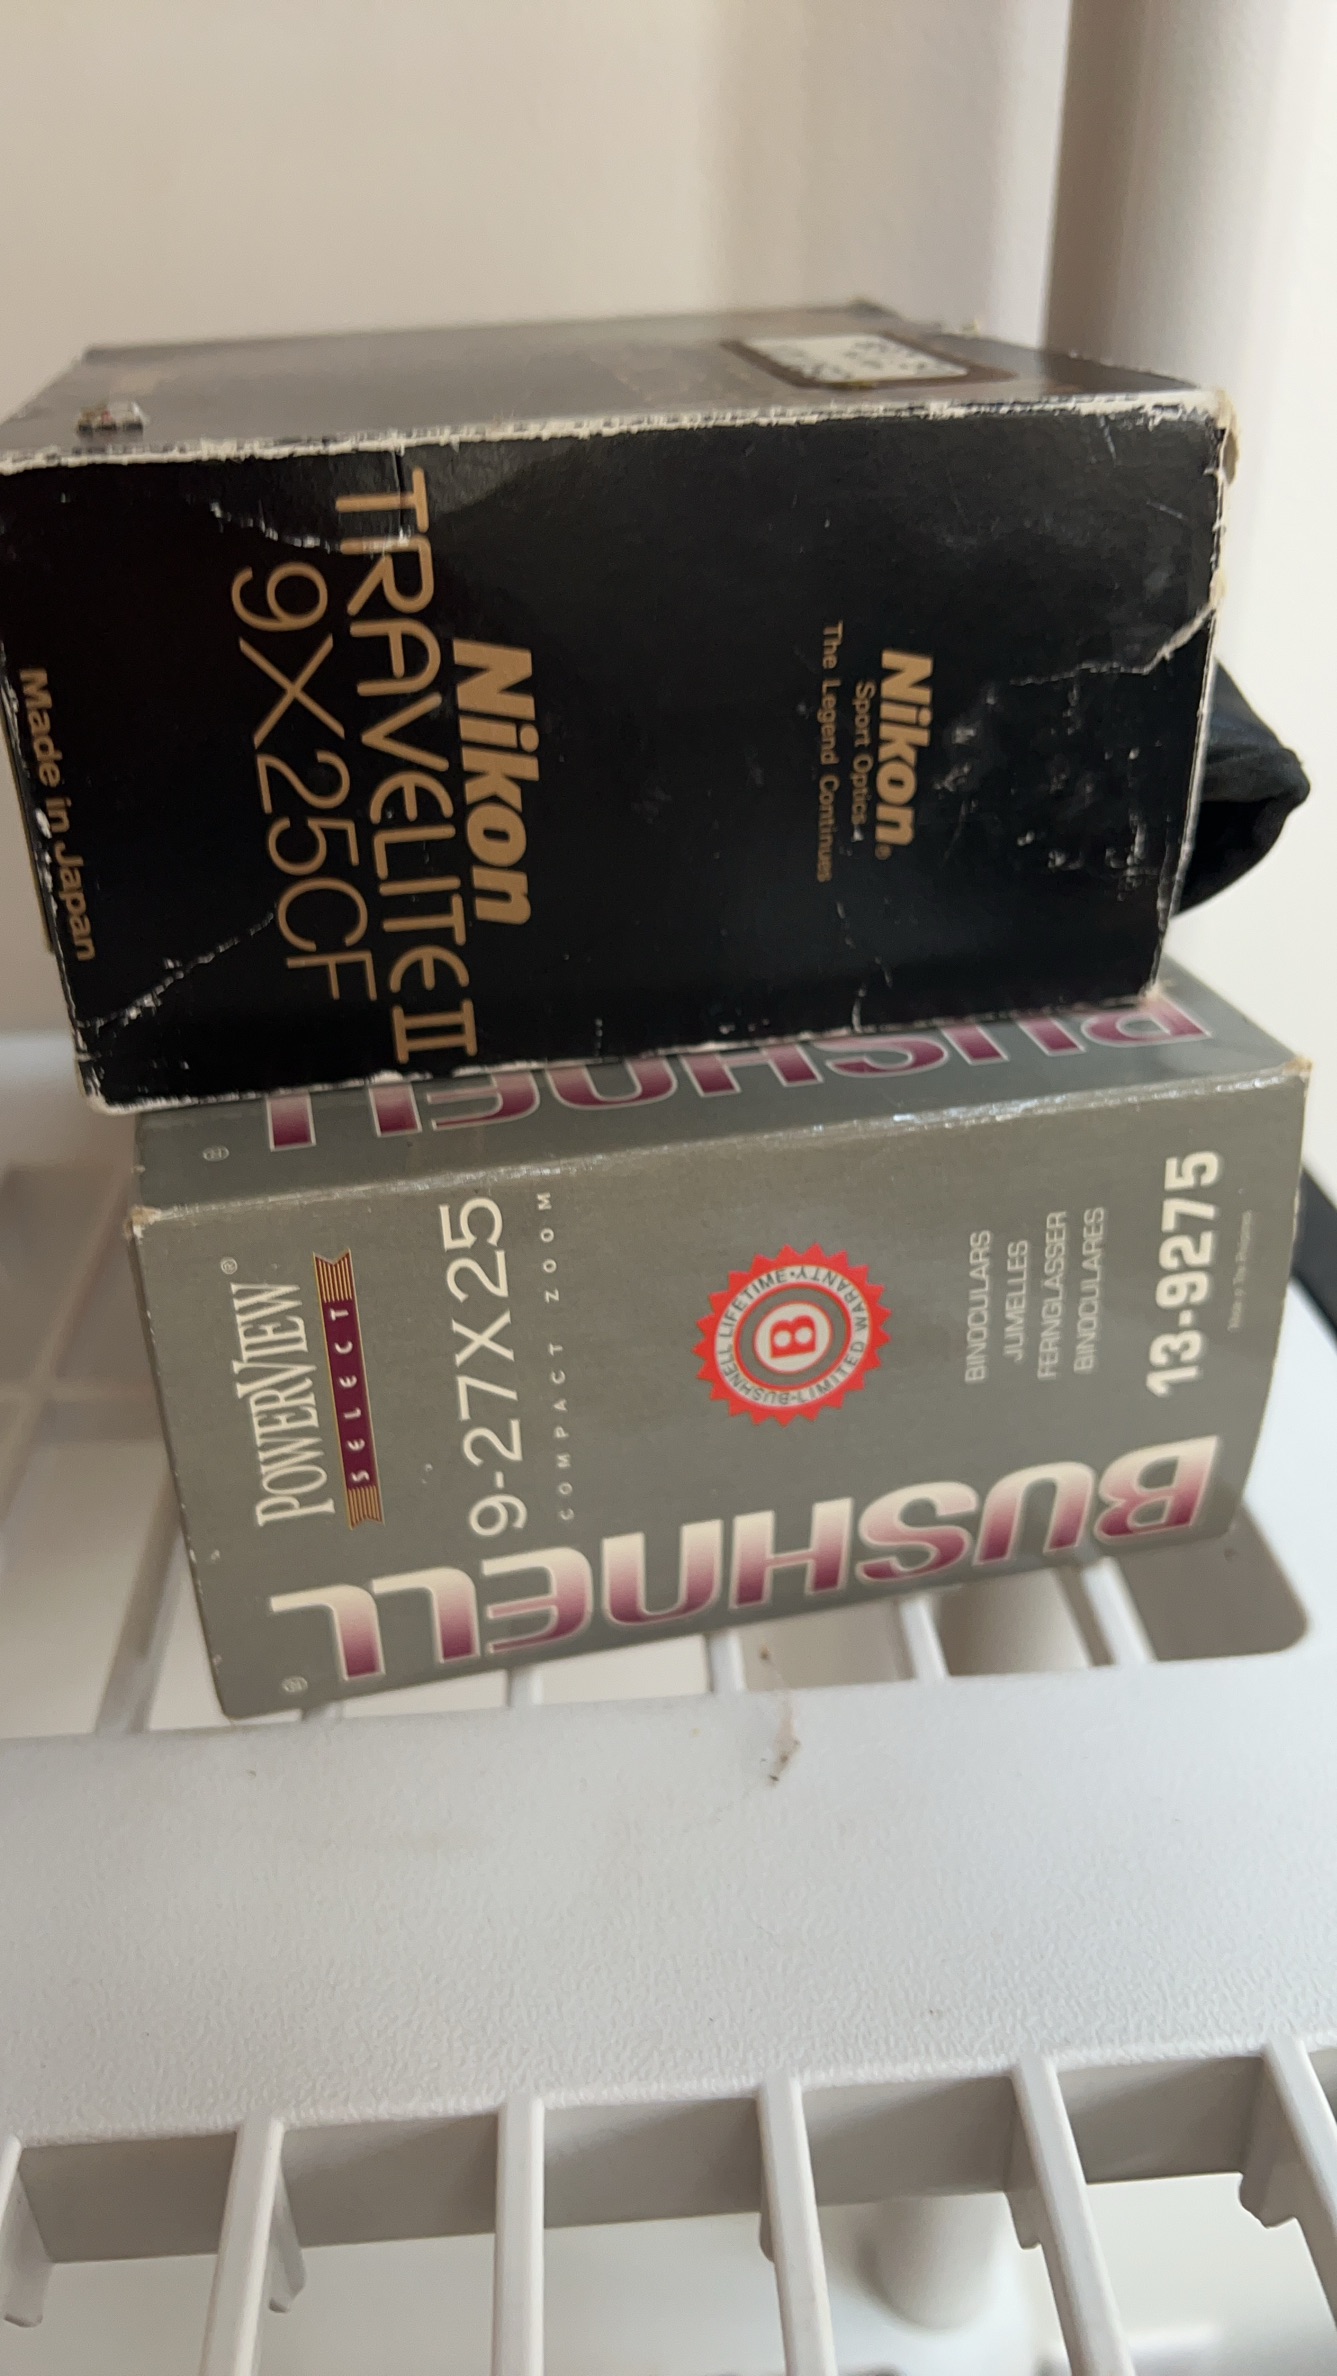 Nikon
TRAVELITE II
9X25CF
Made in Japan
Nikon®
Sport Optics
The Legend Continues
BUSHNELL®
POWERVIEW®
SELECT
9-27X25
COMPACT ZOOM
BUSHNELL LIFETIME•LIMITED WARANTY•
B
BINOCULARS
JUMELLES
FERNGLASSER
BINOCULARES
13-9275
BUSHNELL®